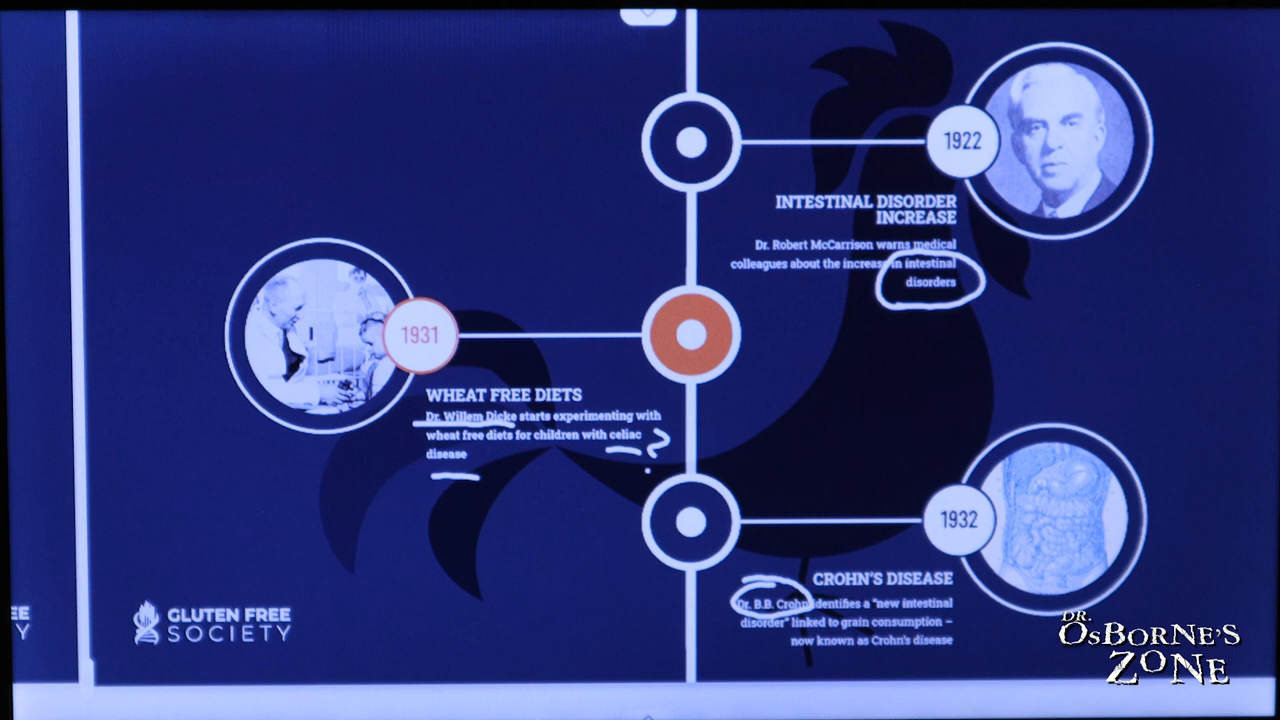 1922
INTESTINAL DISORDER
INCREASE
Dr. Robert McCarrison warns medical
colleagues about the increase in intestinal
disorders
1931
WHEAT FREE DIETS
Dr. Willem Dicke starts experimenting with
wheat free diets for children with celiac
disease
?
1932
CROHN'S DISEASE
Dr. B.B. Crohn identifies a "new intestinal
disorder" linked to grain consumption –
now known as Crohn's disease
EE
Y
GLUTEN FREE
SOCIETY
DR.
OSBORNE'S
ZONE